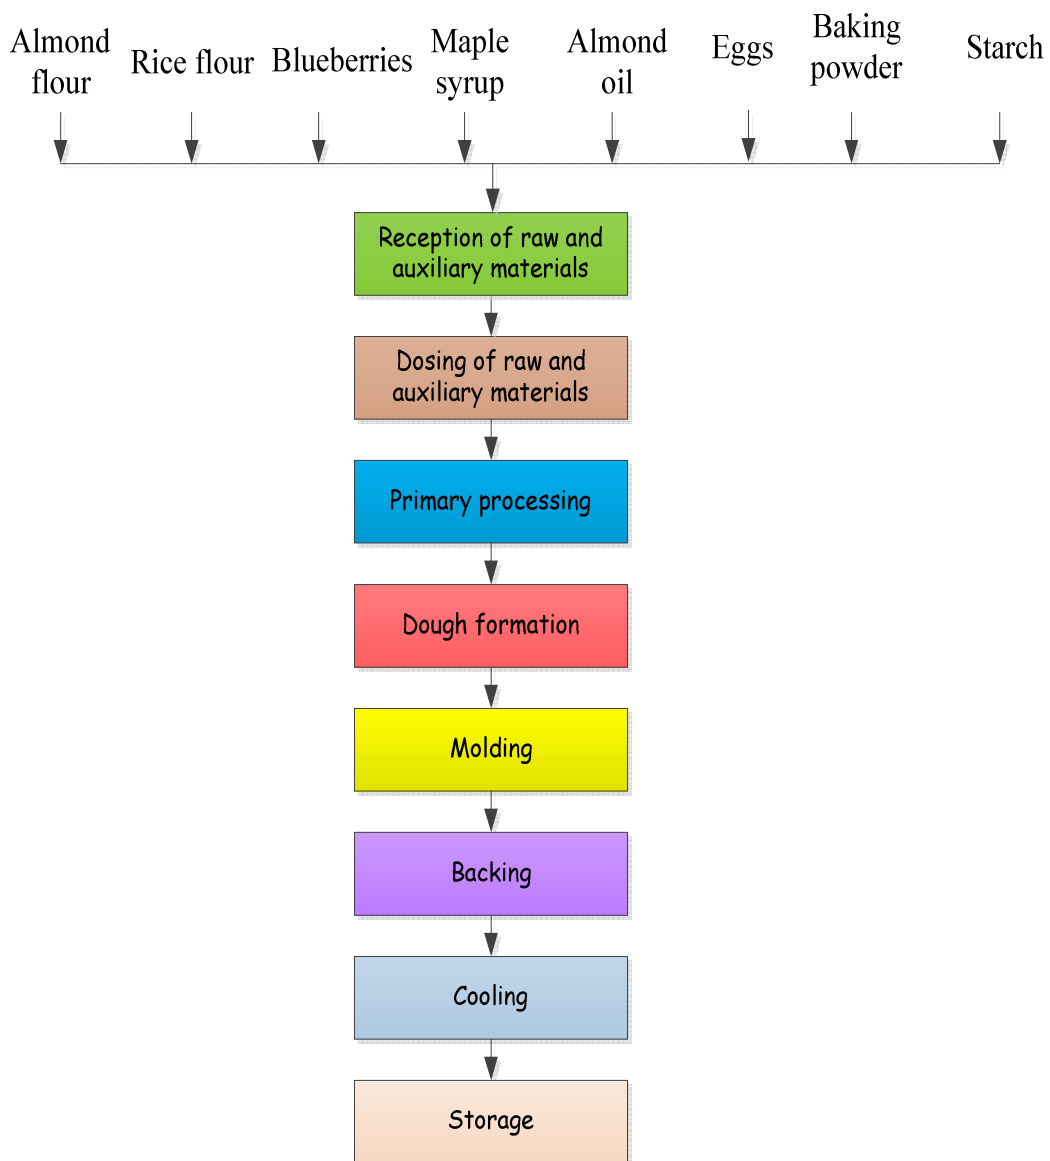 Almond
flour
Rice flour
Blueberries
Maple
syrup
Almond
oil
Eggs
Baking
powder
Starch
Reception of raw and
auxiliary materials
Dosing of raw and
auxiliary materials
Primary processing
Dough formation
Molding
Backing
Cooling
Storage